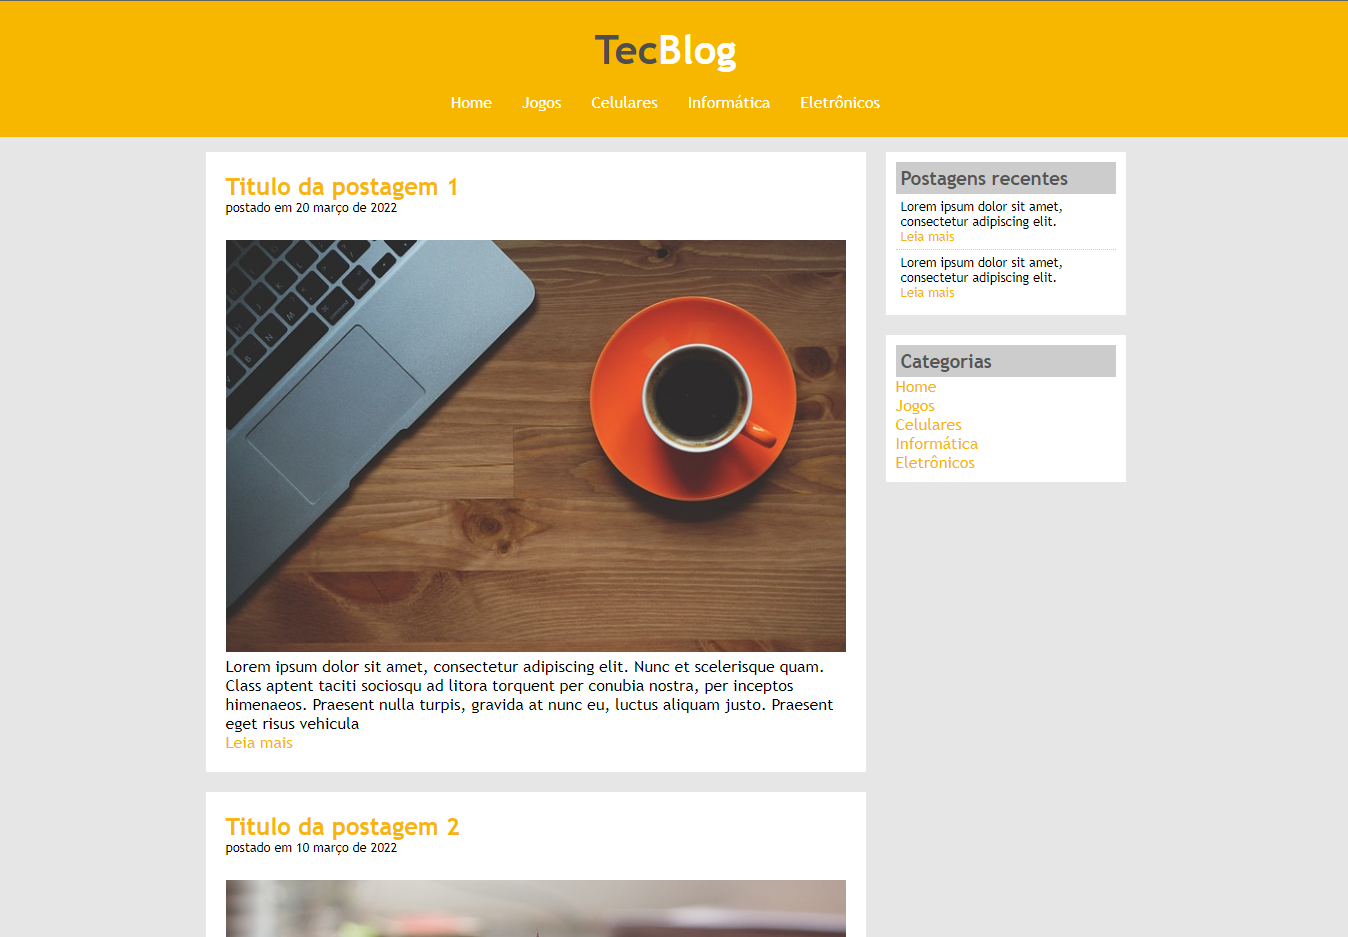 TecBlog
Home Jogos Celulares Informática Eletrônicos
Titulo da postagem 1
postado em 20 março de 2022
Lorem ipsum dolor sit amet, consectetur adipiscing elit. Nunc et scelerisque quam.
Class aptent taciti sociosqu ad litora torquent per conubia nostra, per inceptos
himenaeos. Praesent nulla turpis, gravida at nunc eu, luctus aliquam justo. Praesent
eget risus vehicula
Leia mais
Titulo da postagem 2
postado em 10 março de 2022
Postagens recentes
Lorem ipsum dolor sit amet,
consectetur adipiscing elit.
Leia mais
Lorem ipsum dolor sit amet,
consectetur adipiscing elit.
Leia mais
Categorias
Home
Jogos
Celulares
Informática
Eletrônicos